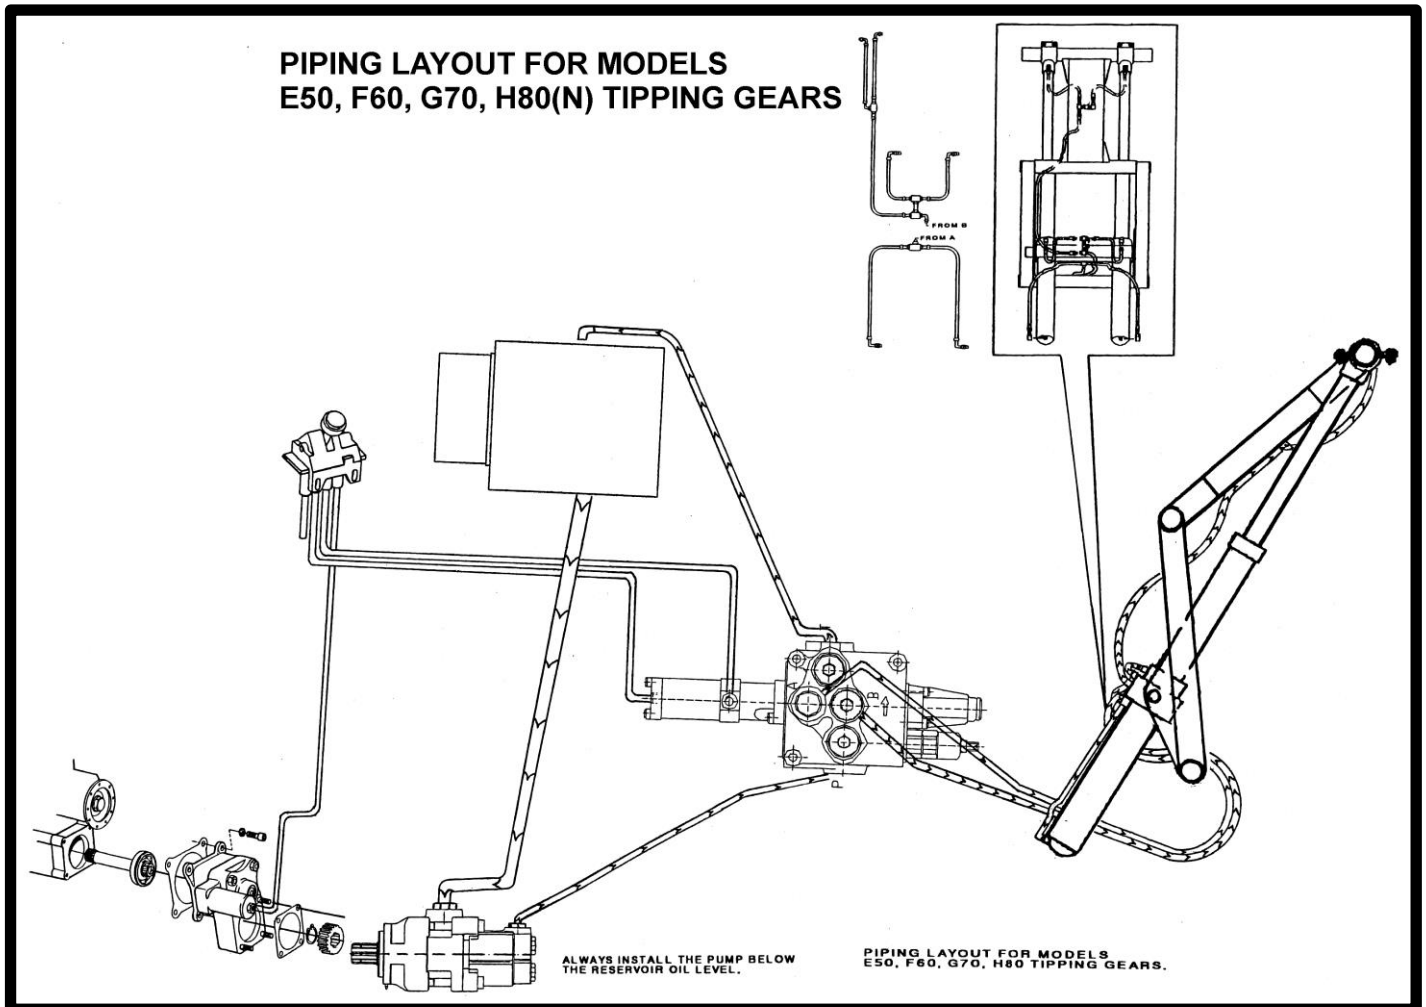 PIPING LAYOUT FOR MODELS
E50, F60, G70, H80(N) TIPPING GEARS
FROM B
FROM A
T
A
B
P
ALWAYS INSTALL THE PUMP BELOW
THE RESERVOIR OIL LEVEL.
PIPING LAYOUT FOR MODELS
E50, F60, G70, H80 TIPPING GEARS.